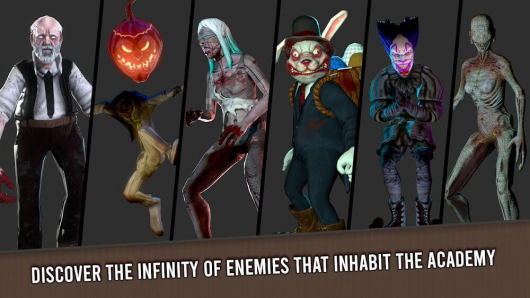 DISCOVER THE INFINITY OF ENEMIES THAT INHABIT THE ACADEMY